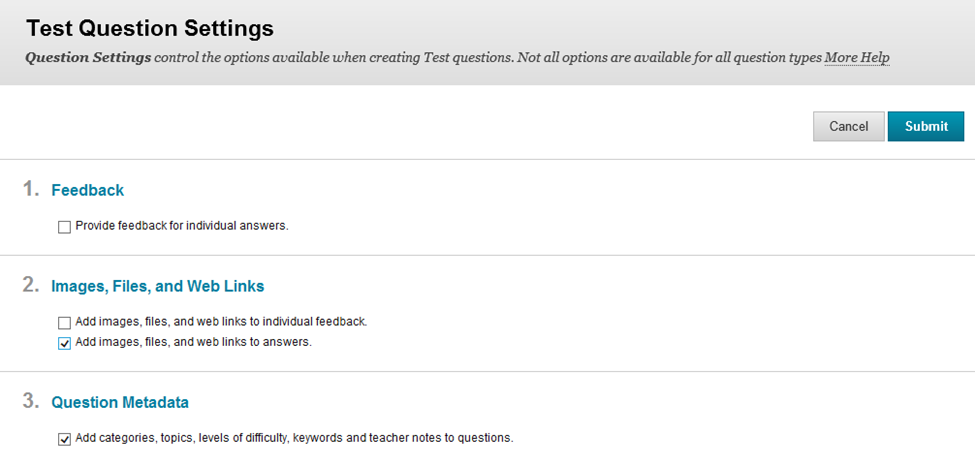 Test Question Settings
Question Settings control the options available when creating Test questions. Not all options are available for all question types More Help
Cancel Submit
1. Feedback
Provide feedback for individual answers.
2. Images, Files, and Web Links
Add images, files, and web links to individual feedback.
Add images, files, and web links to answers.
3. Question Metadata
Add categories, topics, levels of difficulty, keywords and teacher notes to questions.